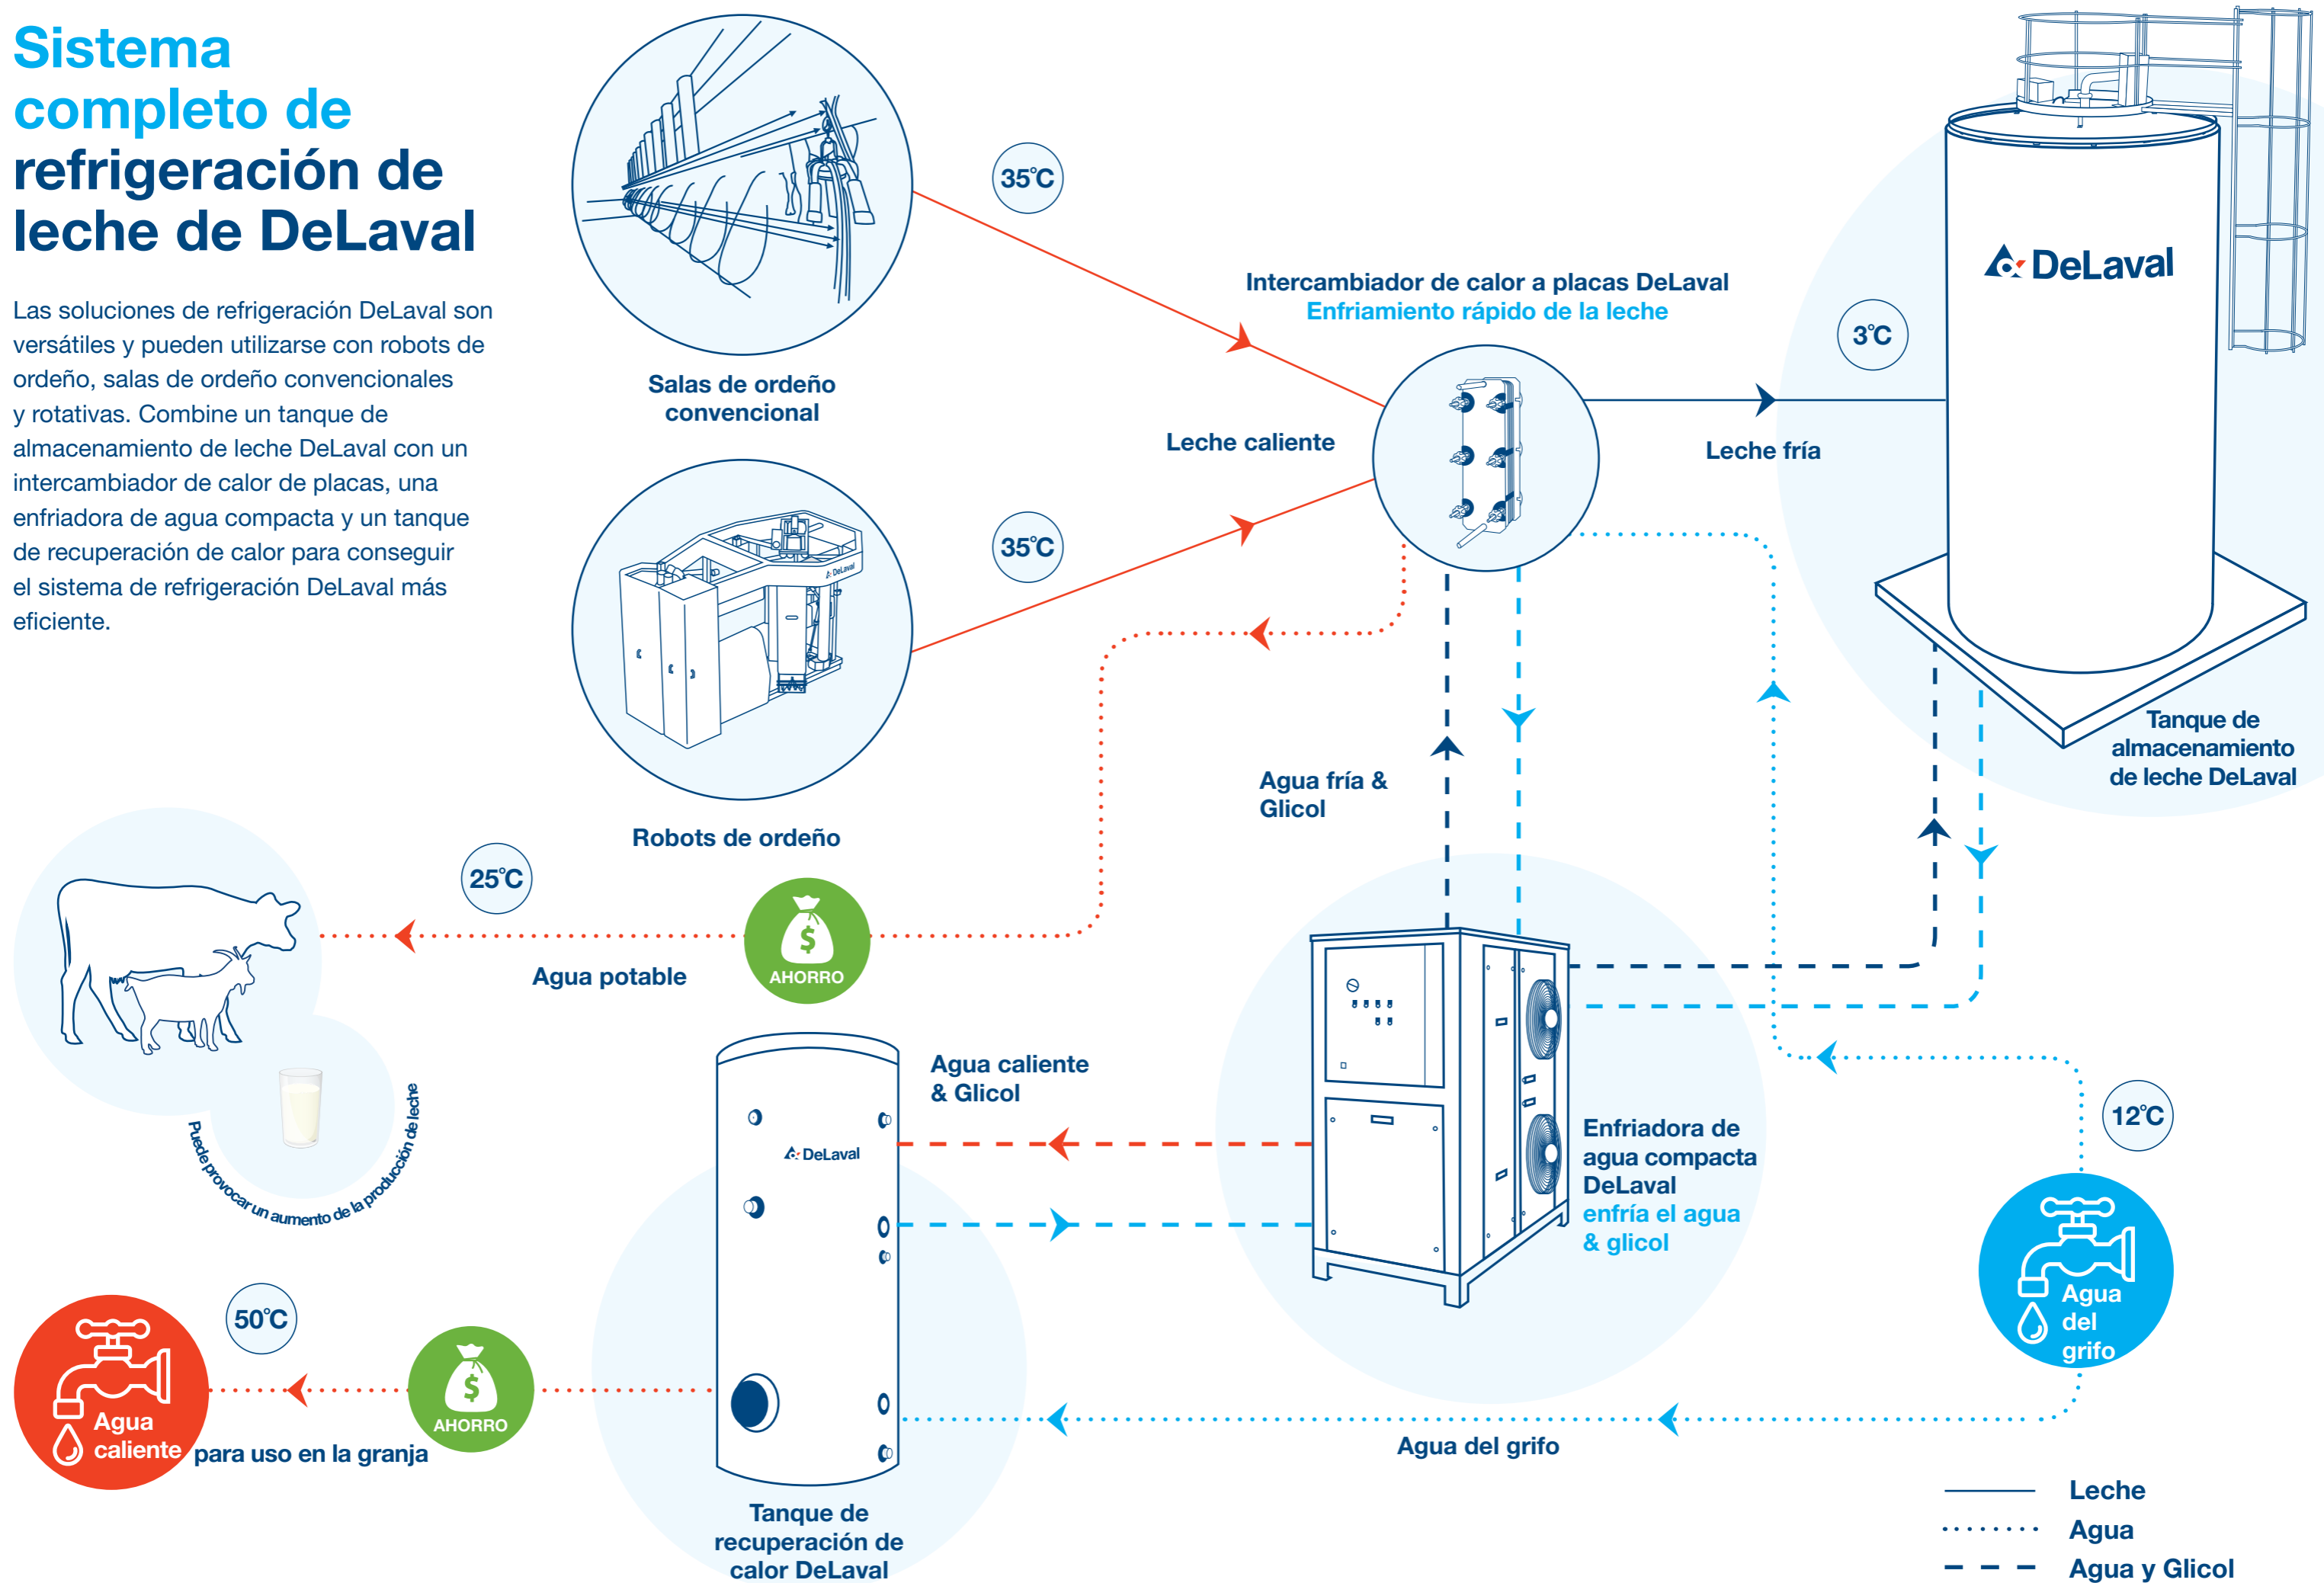 Sistema
completo de
refrigeración de
leche de DeLaval
Las soluciones de refrigeración DeLaval son
versátiles y pueden utilizarse con robots de
ordeño, salas de ordeño convencionales
y rotativas. Combine un tanque de
almacenamiento de leche DeLaval con un
intercambiador de calor de placas, una
enfriadora de agua compacta y un tanque
de recuperación de calor para conseguir
el sistema de refrigeración DeLaval más
eficiente.
35°C
Salas de ordeño
convencional
Intercambiador de calor a placas DeLaval
Enfriamiento rápido de la leche
Leche caliente
3°C
Leche fría
DeLaval
Tanque de
almacenamiento
de leche DeLaval
35°C
DeLaval
Robots de ordeño
Agua fría &
Glicol
25°C
Agua potable
$
AHORRO
Puede provocar un aumento de la producción de leche
Agua caliente
& Glicol
DeLaval
Enfriadora de
agua compacta
DeLaval
enfría el agua
& glicol
12°C
Agua
del
grifo
50°C
Agua
caliente
para uso en la granja
$
AHORRO
Agua del grifo
Tanque de
recuperación de
calor DeLaval
Leche
Agua
Agua y Glicol